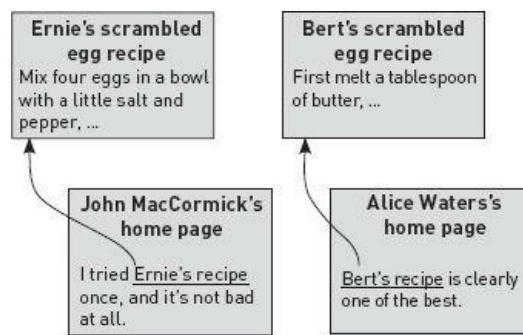 Ernie's scrambled
egg recipe
Mix four eggs in a bowl
with a little salt and
pepper, ...
Bert's scrambled
egg recipe
First melt a tablespoon
of butter, ...
John MacCormick's
home page
I tried Ernie's recipe
once, and it's not bad
at all.
Alice Waters's
home page
Bert's recipe is clearly
one of the best.